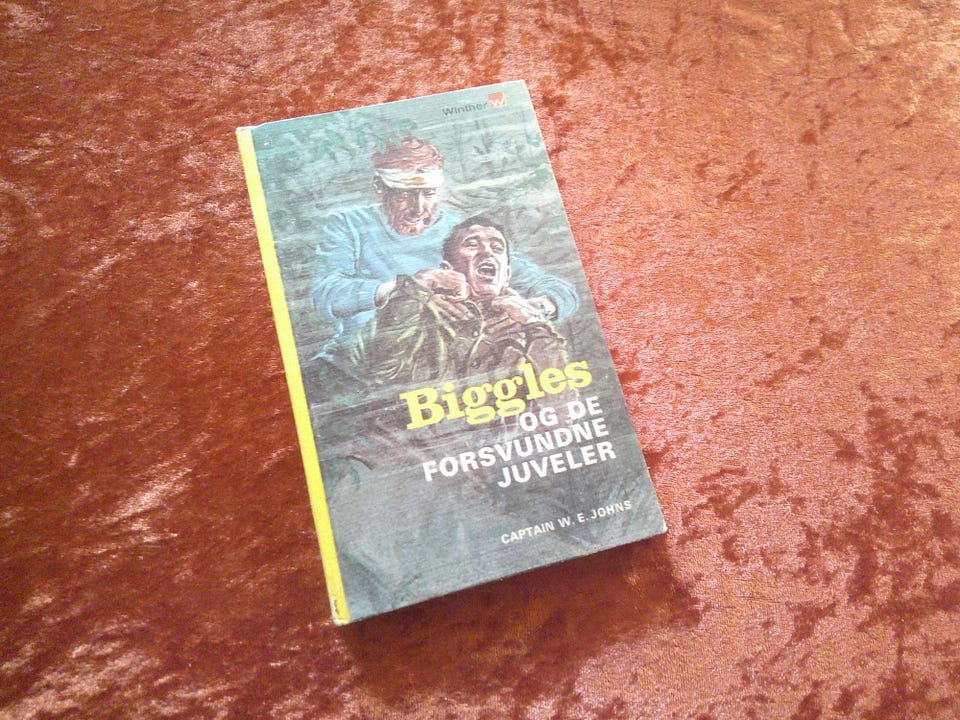 Winther W
Biggles
OG DE
FORSVUNDNE
JUVELER
CAPTAIN W. E. JOHNS